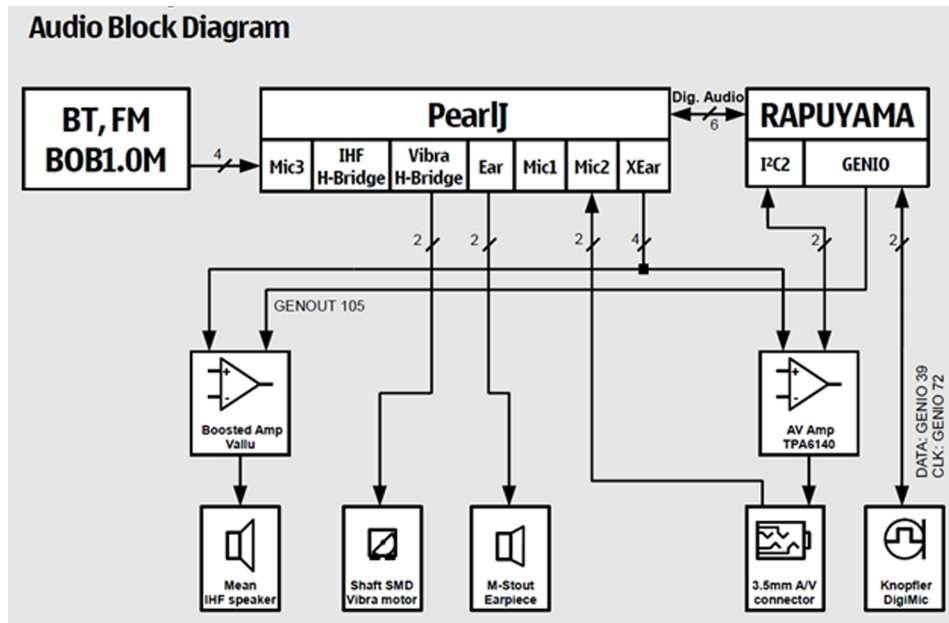 Audio Block Diagram
BT, FM
BOB1.0M
4
PearlJ
Mic3
IHF
H-Bridge
Vibra
H-Bridge
Ear
Mic1
Mic2
XEar
Dig. Audio
6
RAPUYAMA
I²C2
GENIO
2
2
2
4
2
2
GENOUT 105
Boosted Amp
Vallu
AV Amp
TPA6140
DATA: GENIO 39
CLK: GENIO 72
Mean
IHF speaker
Shaft SMD
Vibra motor
M-Stout
Earpiece
3.5mm A/V
connector
Knopfler
DigiMic